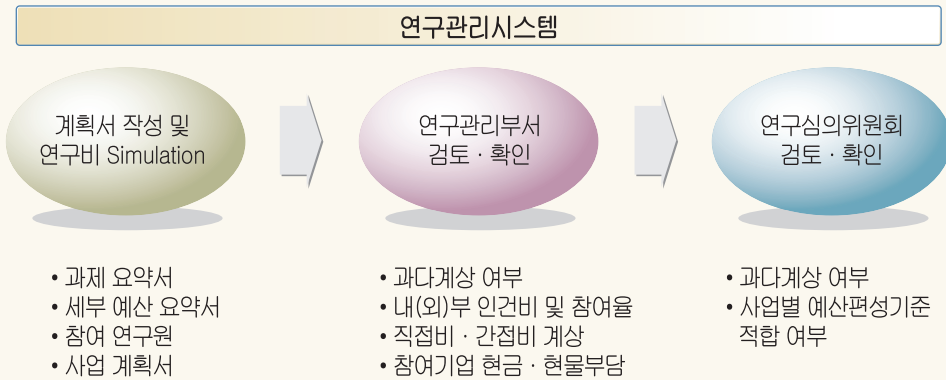 연구관리시스템
계획서 작성 및
연구비 Simulation
연구관리부서
검토 · 확인
연구심의위원회
검토 · 확인
• 과제 요약서
• 세부 예산 요약서
• 참여 연구원
• 사업 계획서
• 과다계상 여부
• 내(외)부 인건비 및 참여율
• 직접비 · 간접비 계상
• 참여기업 현금 · 현물부담
• 과다계상 여부
• 사업별 예산편성기준
적합 여부